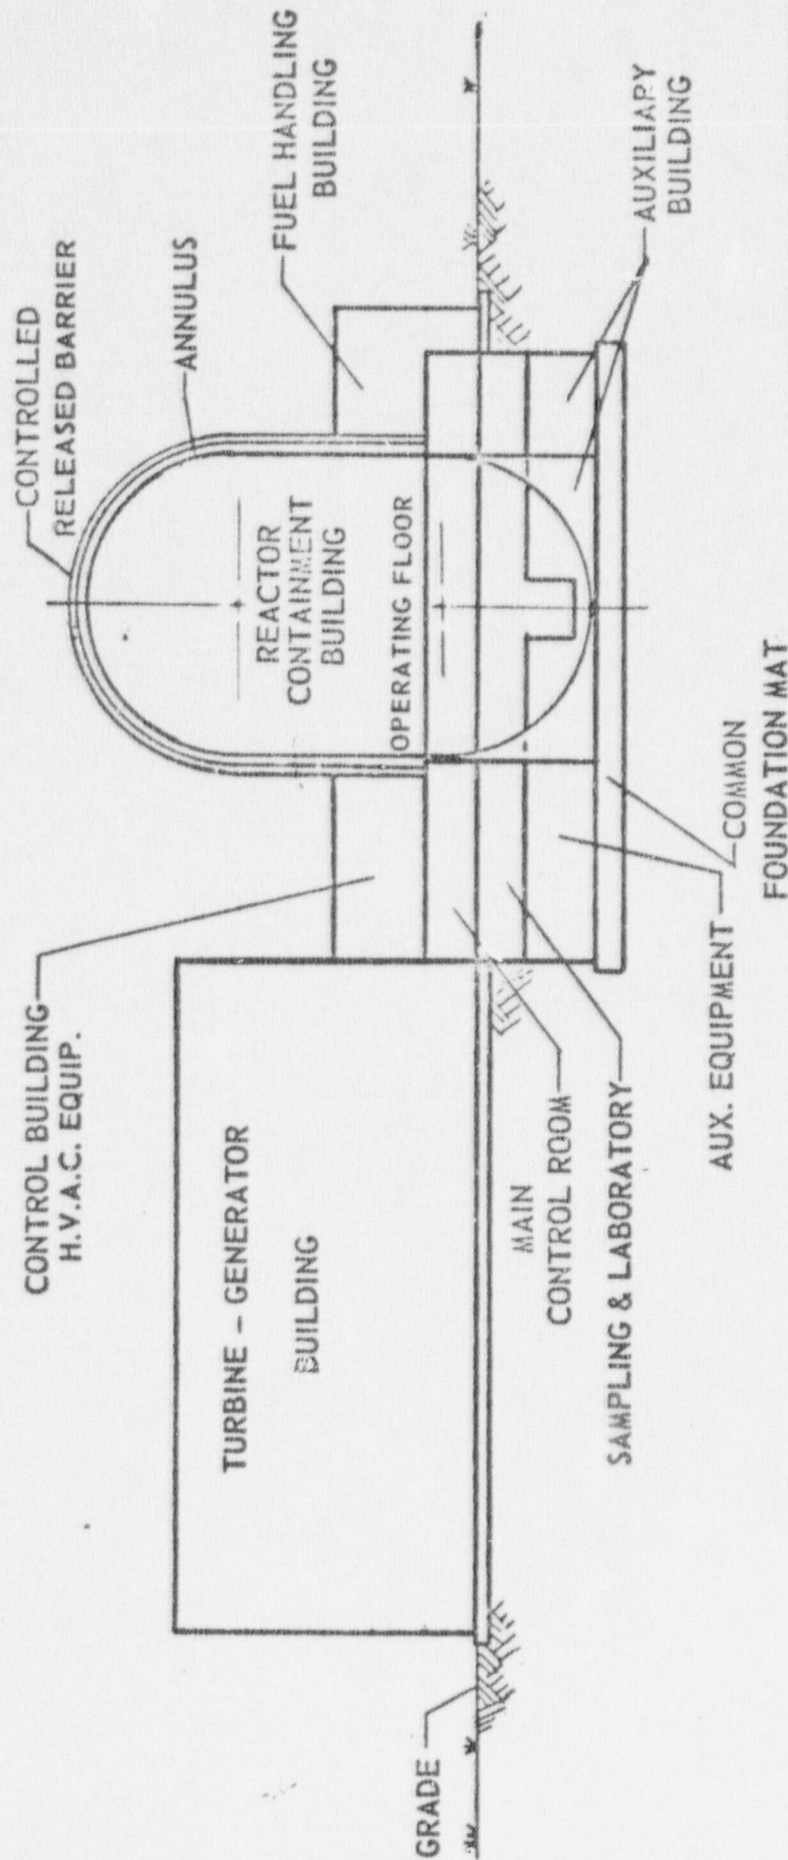 CONTROLLED
RELEASED BARRIER
ANNULUS
FUEL HANDLING
BUILDING
CONTROL BUILDING
H.V.A.C. EQUIP.
REACTOR
CONTAINMENT
BUILDING
OPERATING FLOOR
TURBINE - GENERATOR
BUILDING
GRADE
MAIN
CONTROL ROOM
SAMPLING & LABORATORY
AUX. EQUIPMENT
COMMON
FOUNDATION MAT
AUXILIARY
BUILDING